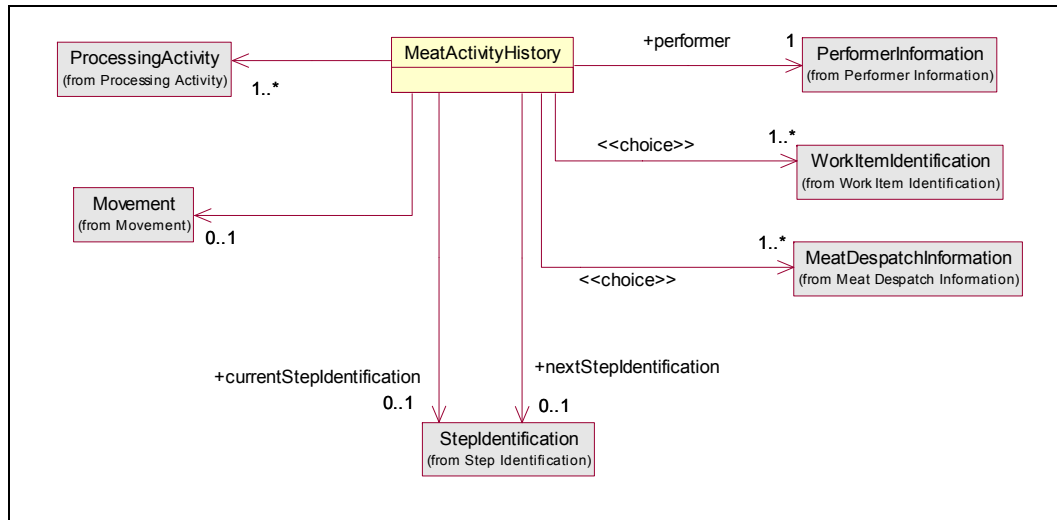 ProcessingActivity
(from Processing Activity)
1..*
MeatActivityHistory
+performer
1
PerformerInformation
(from Performer Information)
<<choice>>
1..*
WorkItemIdentification
(from Work Item Identification)
Movement
(from Movement)
0..1
1..*
<<choice>>
MeatDespatchInformation
(from Meat Despatch Information)
+currentStepIdentification
0..1
+nextStepIdentification
0..1
StepIdentification
(from Step Identification)